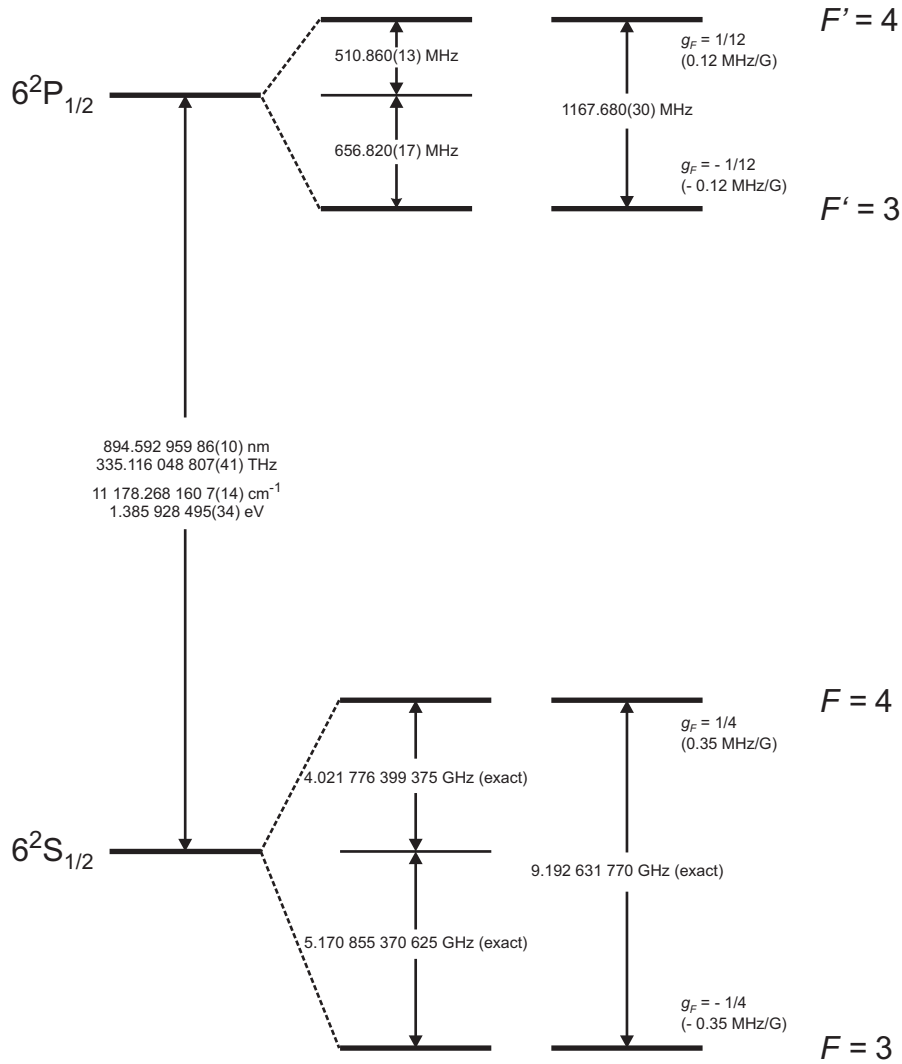 F' = 4
g_F = 1/12
(0.12 MHz/G)
510.860(13) MHz
6²P₁/₂
1167.680(30) MHz
656.820(17) MHz
g_F = - 1/12
(- 0.12 MHz/G)
F‘ = 3
894.592 959 86(10) nm
335.116 048 807(41) THz
11 178.268 160 7(14) cm⁻¹
1.385 928 495(34) eV
F = 4
g_F = 1/4
(0.35 MHz/G)
4.021 776 399 375 GHz (exact)
6²S₁/₂
9.192 631 770 GHz (exact)
5.170 855 370 625 GHz (exact)
g_F = - 1/4
(- 0.35 MHz/G)
F = 3